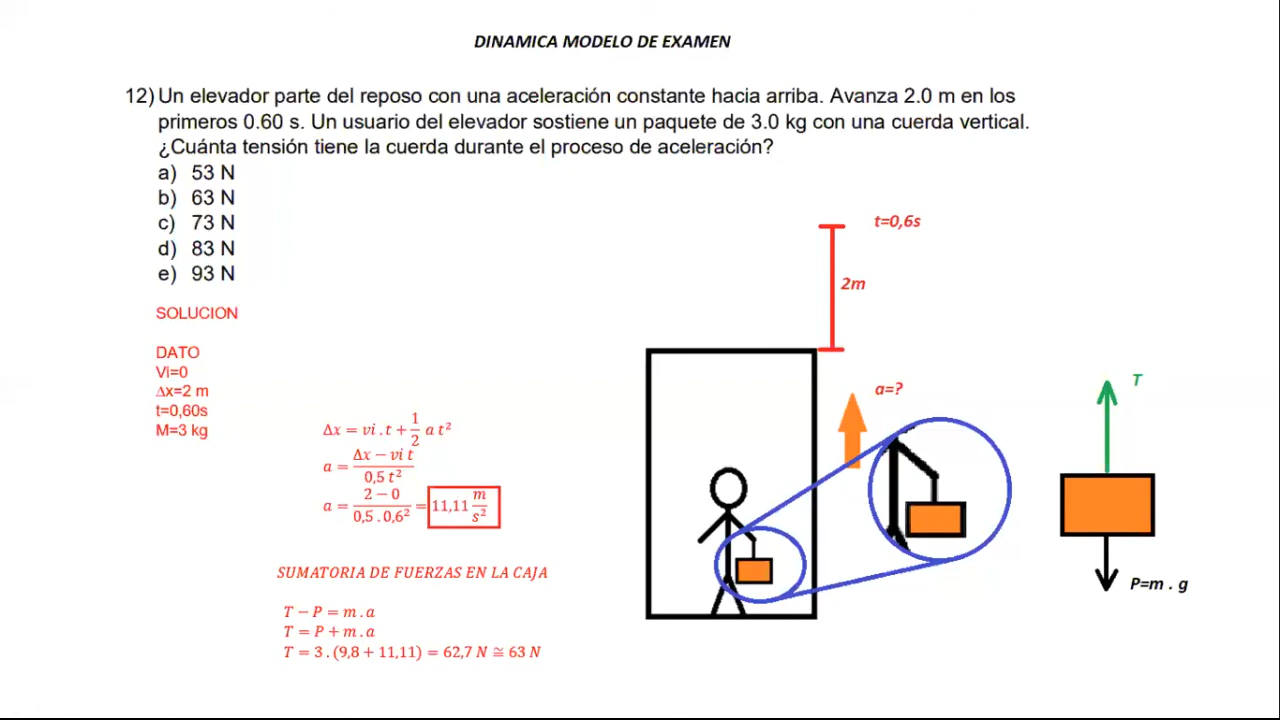 DINAMICA MODELO DE EXAMEN
12) Un elevador parte del reposo con una aceleración constante hacia arriba. Avanza 2.0 m en los
primeros 0.60 s. Un usuario del elevador sostiene un paquete de 3.0 kg con una cuerda vertical.
¿Cuánta tensión tiene la cuerda durante el proceso de aceleración?
a) 53 N
b) 63 N
c) 73 N
d) 83 N
e) 93 N
SOLUCION
DATO
Vi=0
Δx=2 m
t=0,60s
M=3 kg
Δx = vi . t + 1/2 a t²
a = (Δx − vi t)/(0,5 t²)
a = (2 − 0)/(0,5 . 0,6²) = 11,11 m/s²
SUMATORIA DE FUERZAS EN LA CAJA
T − P = m . a
T = P + m . a
T = 3 . (9,8 + 11,11) = 62,7 N ≅ 63 N
t=0,6s
2m
a=?
T
P=m . g